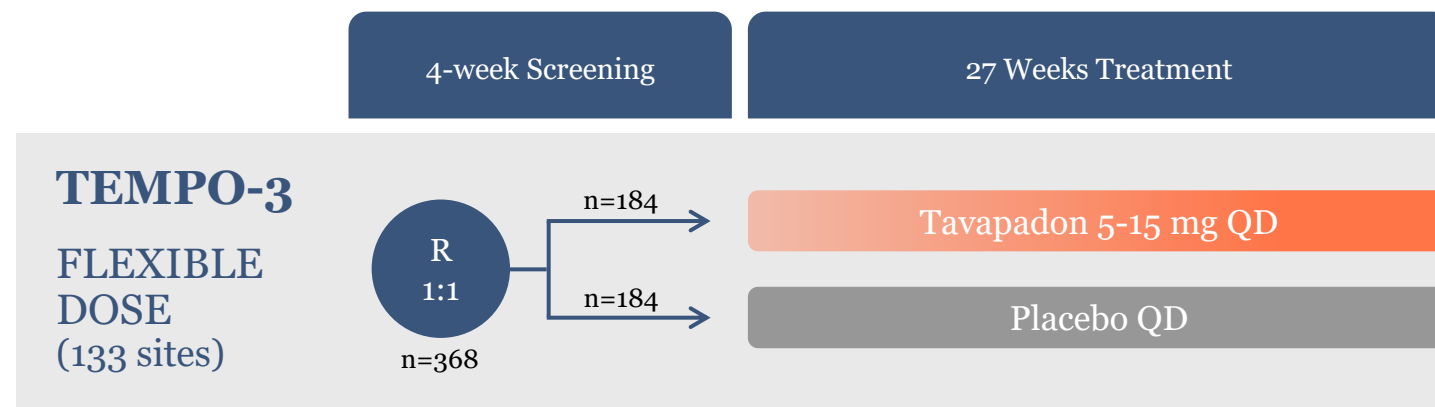 4-week Screening
27 Weeks Treatment
TEMPO-3
FLEXIBLE
DOSE
(133 sites)
R
1:1
n=368
n=184
n=184
Tavapadon 5-15 mg QD
Placebo QD